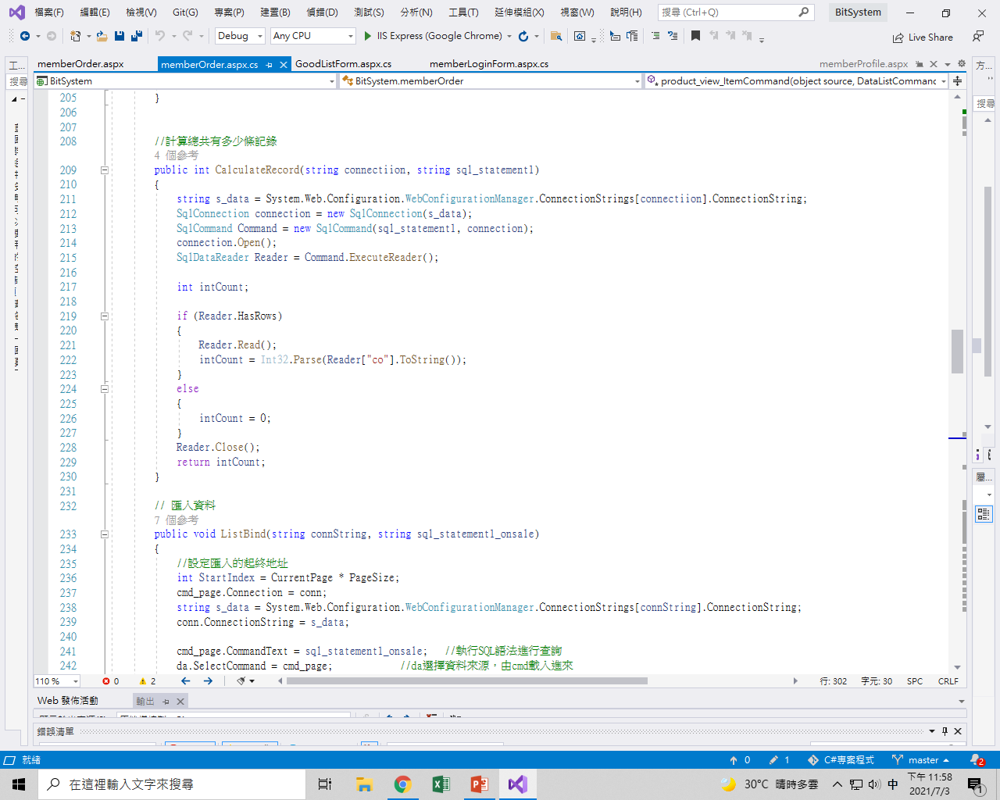 檔案(F) 編輯(E) 檢視(V) Git(G) 專案(P) 建置(B) 偵錯(D) 測試(S) 分析(N) 工具(T) 延伸模組(X) 視窗(W) 說明(H) 搜尋 (Ctrl+Q) BitSystem
Debug Any CPU IIS Express (Google Chrome) Live Share
工... memberOrder.aspx memberOrder.aspx.cs GoodListForm.aspx.cs memberLoginForm.aspx.cs memberProfile.aspx 方...
搜尋 BitSystem BitSystem.memberOrder product_view_ItemCommand(object source, DataListCommanc
搜尋
205 }
206
207
208 //計算總共有多少條記錄
4 個參考
209 public int CalculateRecord(string connectiion, string sql_statement1)
210 {
211 string s_data = System.Web.Configuration.WebConfigurationManager.ConnectionStrings[connectiion].ConnectionString;
212 SqlConnection connection = new SqlConnection(s_data);
213 SqlCommand Command = new SqlCommand(sql_statement1, connection);
214 connection.Open();
215 SqlDataReader Reader = Command.ExecuteReader();
216
217 int intCount;
218
219 if (Reader.HasRows)
220 {
221 Reader.Read();
222 intCount = Int32.Parse(Reader["co"].ToString());
223 }
224 else
225 {
226 intCount = 0;
227 }
228 Reader.Close();
229 return intCount;
230 }
231
232 // 匯入資料
7 個參考
233 public void ListBind(string connString, string sql_statement1_onsale)
234 {
235 //設定匯入的起終地址
236 int StartIndex = CurrentPage * PageSize;
237 cmd_page.Connection = conn;
238 string s_data = System.Web.Configuration.WebConfigurationManager.ConnectionStrings[connString].ConnectionString;
239 conn.ConnectionString = s_data;
240
241 cmd_page.CommandText = sql_statement1_onsale; //執行SQL語法進行查詢
242 da.SelectCommand = cmd_page; //da選擇資料來源，由cmd載入進來
屬...
110 % 0 2 行: 302 字元: 30 SPC CRLF
Web 發佈活動 輸出
錯誤清單
就緒 0 1 C#專案程式 master 2
在這裡輸入文字來搜尋 30°C 晴時多雲 中 下午 11:58
2021/7/3 1